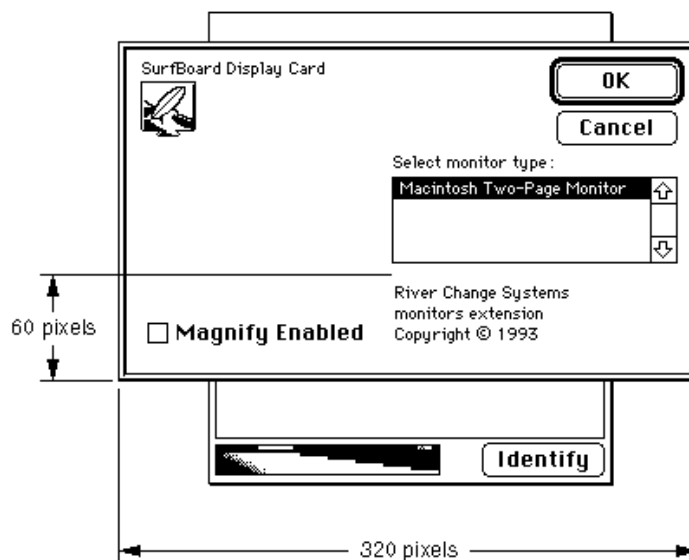 SurfBoard Display Card
OK
Cancel
Select monitor type:
Macintosh Two-Page Monitor
River Change Systems
monitors extension
Copyright © 1993
60 pixels
Magnify Enabled
Identify
320 pixels